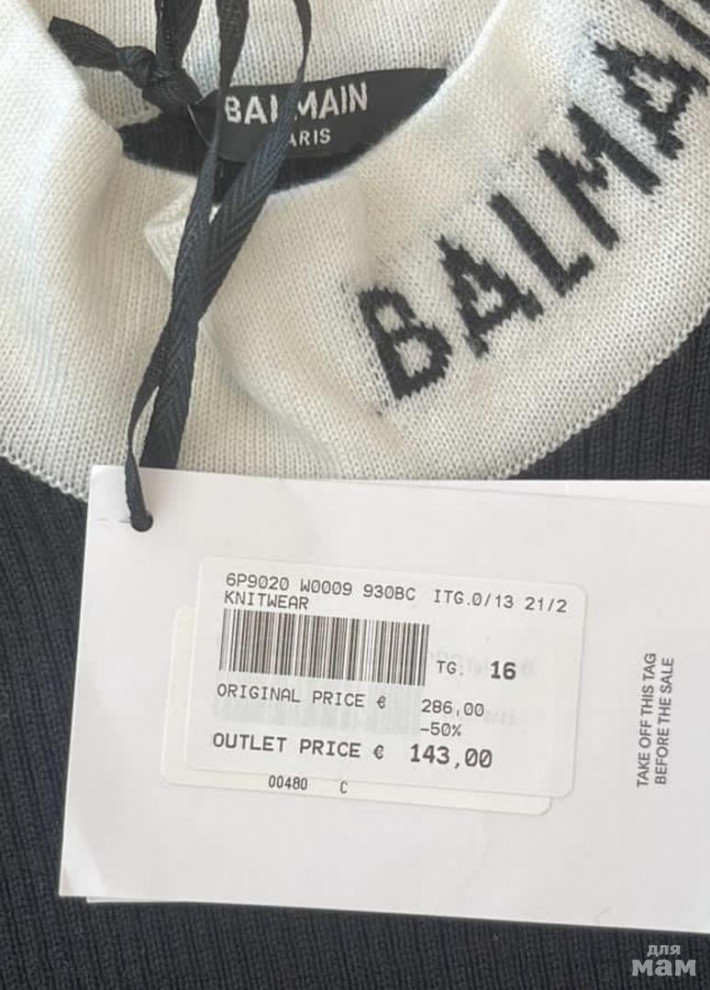 BALMAIN
PARIS
BALMAIN
6P9020 W0009 930BC ITG.0/13 21/2
KNITWEAR
TG. 16
ORIGINAL PRICE € 286,00
-50%
OUTLET PRICE € 143,00
00480 C
TAKE OFF THIS TAG
BEFORE THE SALE
для
мам